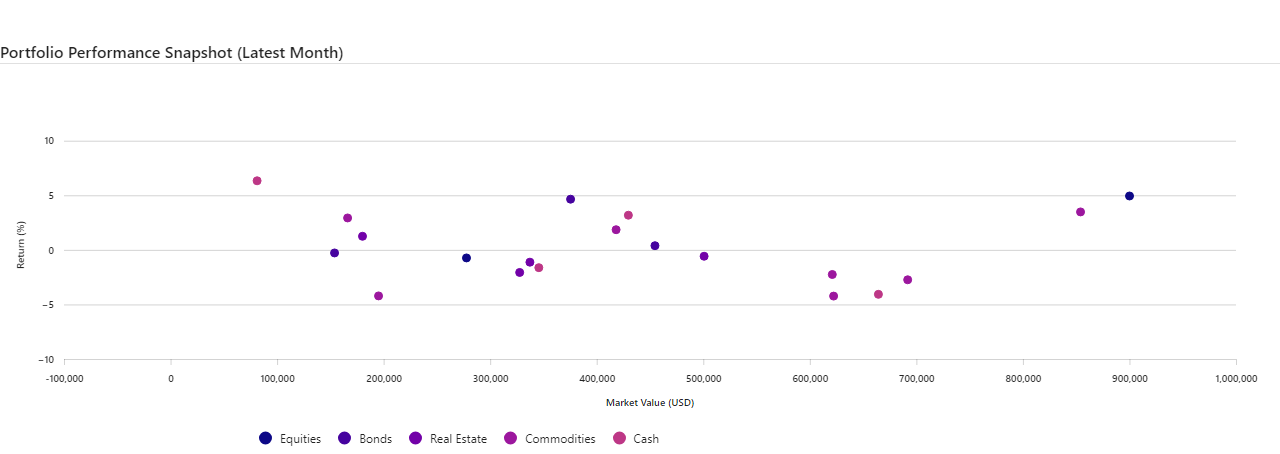 Portfolio Performance Snapshot (Latest Month)
10
5
0
−5
−10
Return (%)
-100,000 0 100,000 200,000 300,000 400,000 500,000 600,000 700,000 800,000 900,000 1,000,000
Market Value (USD)
Equities Bonds Real Estate Commodities Cash